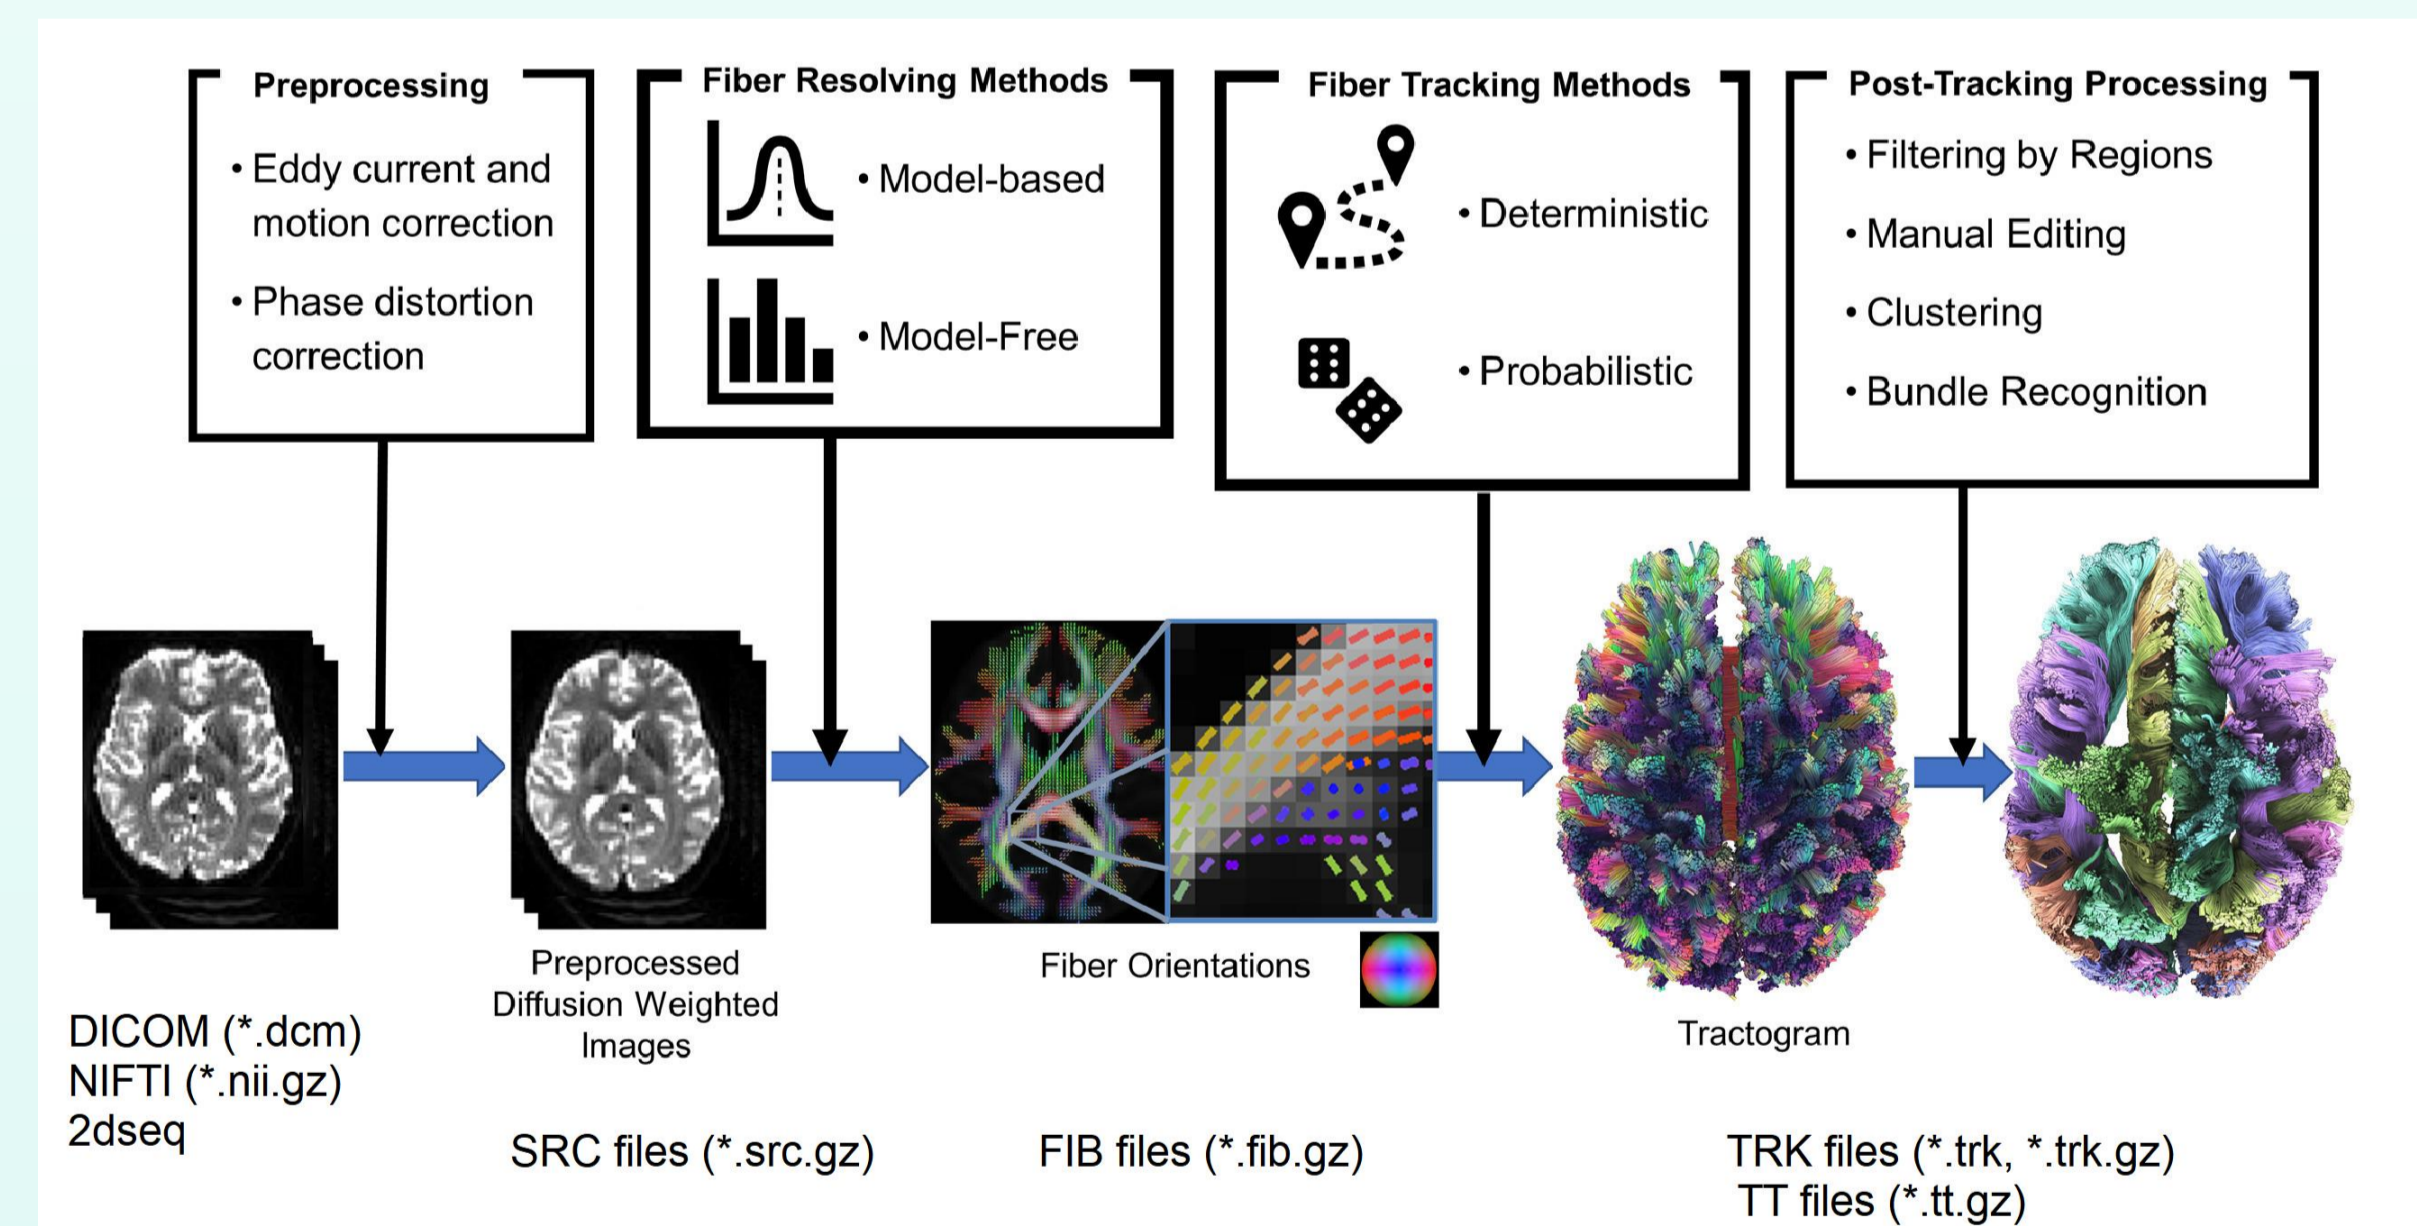 Preprocessing
• Eddy current and
motion correction
• Phase distortion
correction
Fiber Resolving Methods
• Model-based
• Model-Free
Fiber Tracking Methods
• Deterministic
• Probabilistic
Post-Tracking Processing
• Filtering by Regions
• Manual Editing
• Clustering
• Bundle Recognition
Preprocessed
Diffusion Weighted
Images
Fiber Orientations
Tractogram
DICOM (*.dcm)
NIFTI (*.nii.gz)
2dseq
SRC files (*.src.gz)
FIB files (*.fib.gz)
TRK files (*.trk, *.trk.gz)
TT files (*.tt.gz)